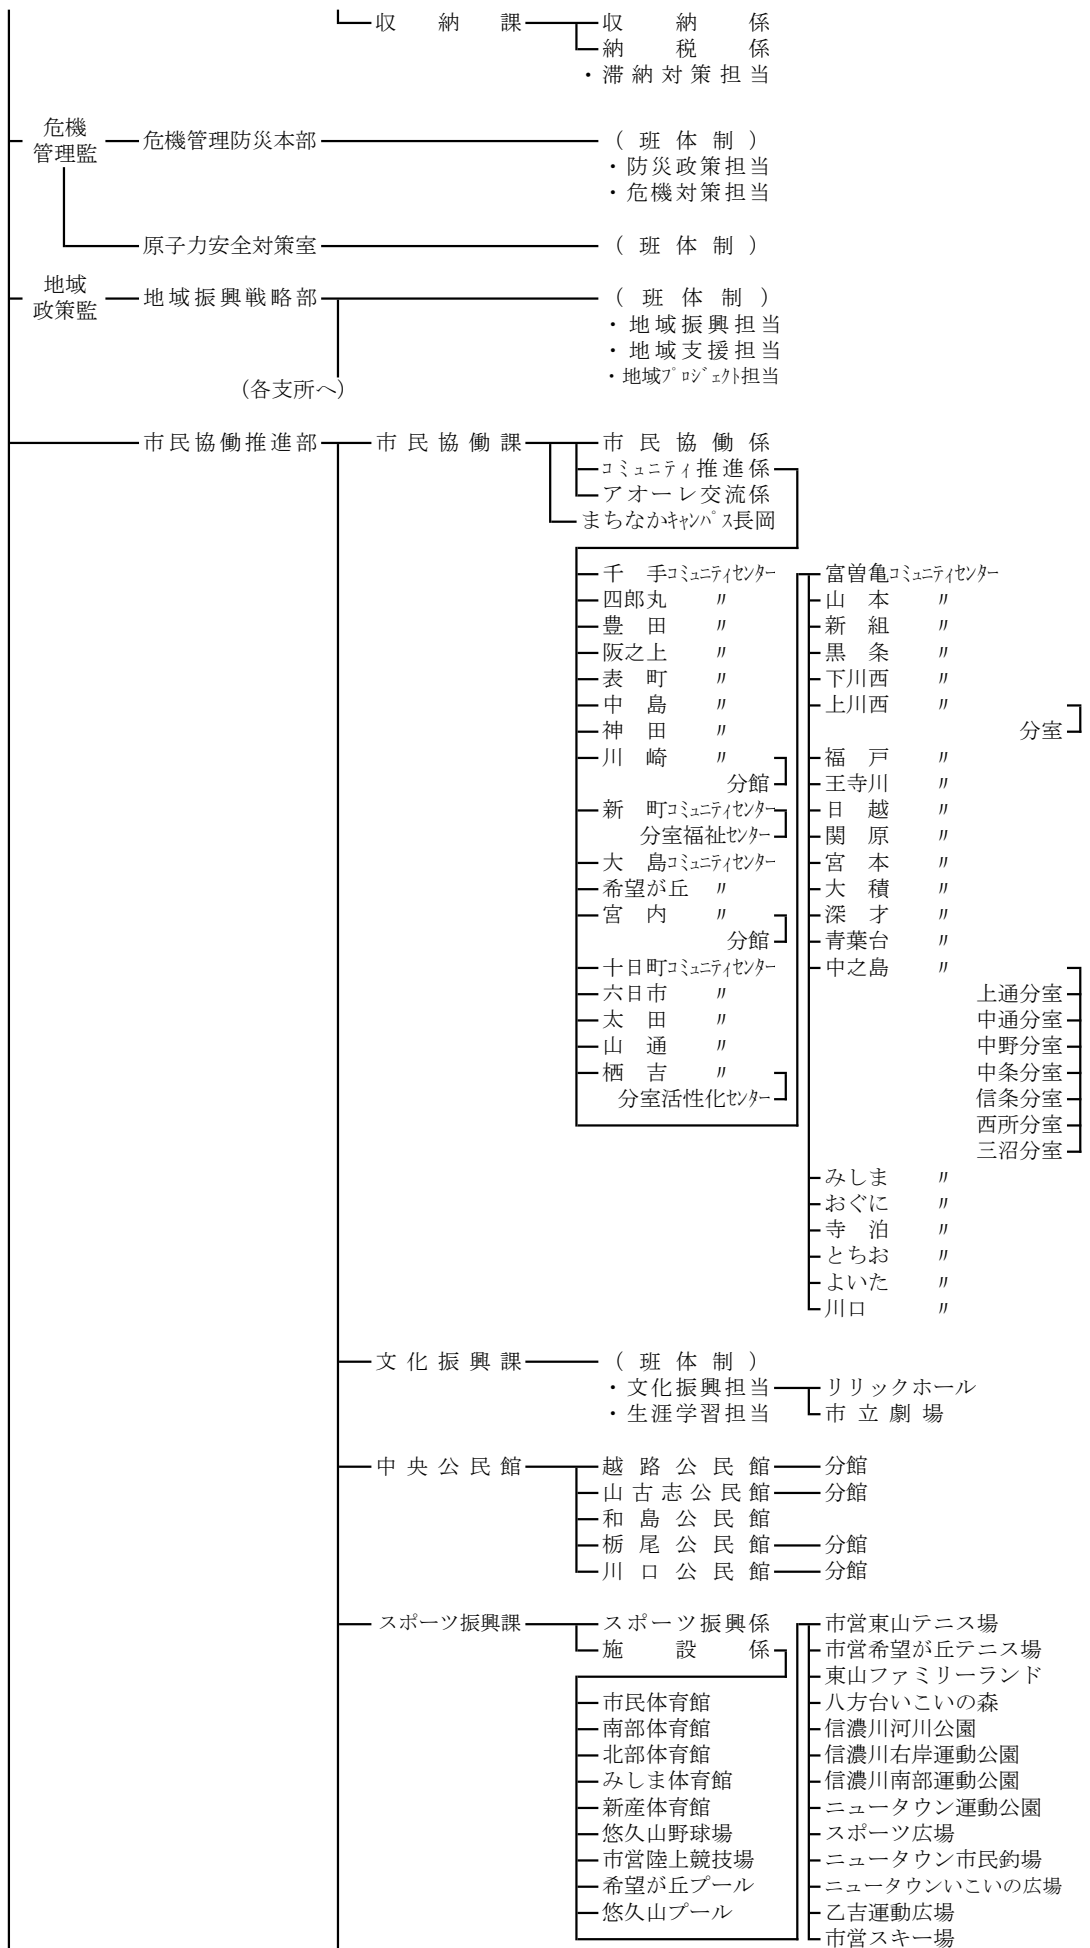 収納課 収納係
納税係
・滞納対策担当
危機管理監 危機管理防災本部 (班体制)
・防災政策担当
・危機対策担当
原子力安全対策室 (班体制)
地域政策監 地域振興戦略部 (班体制)
・地域振興担当
・地域支援担当
・地域プロジェクト担当
(各支所へ)
市民協働推進部 市民協働課 市民協働係
コミュニティ推進係
アオーレ交流係
まちなかキャンパス長岡
千手コミュニティセンター
四郎丸 〃
豊田 〃
阪之上 〃
表町 〃
中島 〃
神田 〃
川崎 〃
分館
新町コミュニティセンター
分室福祉センター
大島コミュニティセンター
希望が丘 〃
宮内 〃
分館
十日町コミュニティセンター
六日市 〃
太田 〃
山通 〃
栖吉 〃
分室活性化センター
富曽亀コミュニティセンター
山本 〃
新組 〃
黒条 〃
下川西 〃
上川西 〃
分室
福戸 〃
王寺川 〃
日越 〃
関原 〃
宮本 〃
大積 〃
深才 〃
青葉台 〃
中之島 〃
上通分室
中通分室
中野分室
中条分室
信条分室
西所分室
三沼分室
みしま 〃
おぐに 〃
寺泊 〃
とちお 〃
よいた 〃
川口 〃
文化振興課 (班体制)
・文化振興担当 リリックホール
・生涯学習担当 市立劇場
中央公民館 越路公民館 分館
山古志公民館 分館
和島公民館
栃尾公民館 分館
川口公民館 分館
スポーツ振興課 スポーツ振興係
施設係
市民体育館
南部体育館
北部体育館
みしま体育館
新産体育館
悠久山野球場
市営陸上競技場
希望が丘プール
悠久山プール
市営東山テニス場
市営希望が丘テニス場
東山ファミリーランド
八方台いこいの森
信濃川河川公園
信濃川右岸運動公園
信濃川南部運動公園
ニュータウン運動公園
スポーツ広場
ニュータウン市民釣場
ニュータウンいこいの広場
乙吉運動広場
市営スキー場